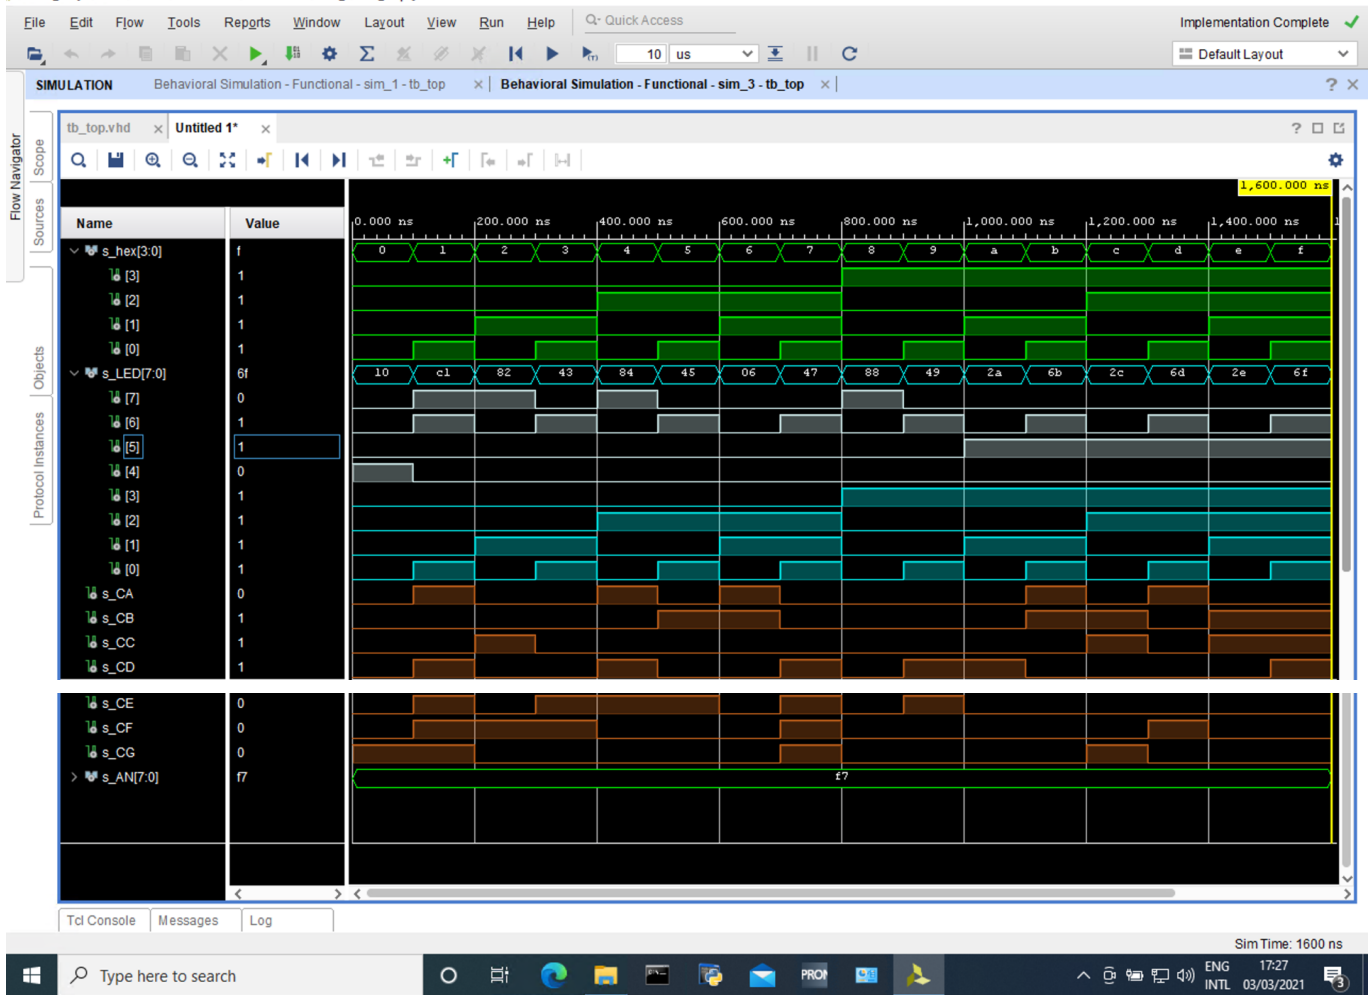 File Edit Flow Tools Reports Window Layout View Run Help Quick Access Implementation Complete
10 us Default Layout
SIMULATION Behavioral Simulation - Functional - sim_1 - tb_top Behavioral Simulation - Functional - sim_3 - tb_top
Flow Navigator
Scope
Sources
Objects
Protocol Instances
tb_top.vhd Untitled 1*
1,600.000 ns
Name Value 0.000 ns 200.000 ns 400.000 ns 600.000 ns 800.000 ns 1,000.000 ns 1,200.000 ns 1,400.000 ns 1
s_hex[3:0] f 0 1 2 3 4 5 6 7 8 9 a b c d e f
[3] 1
[2] 1
[1] 1
[0] 1
s_LED[7:0] 6f 10 c1 82 43 84 45 06 47 88 49 2a 6b 2c 6d 2e 6f
[7] 0
[6] 1
[5] 1
[4] 0
[3] 1
[2] 1
[1] 1
[0] 1
s_CA 0
s_CB 1
s_CC 1
s_CD 1
s_CE 0
s_CF 0
s_CG 0
s_AN[7:0] f7 f7
Tcl Console Messages Log
Sim Time: 1600 ns
Type here to search
ENG 17:27
INTL 03/03/2021 3